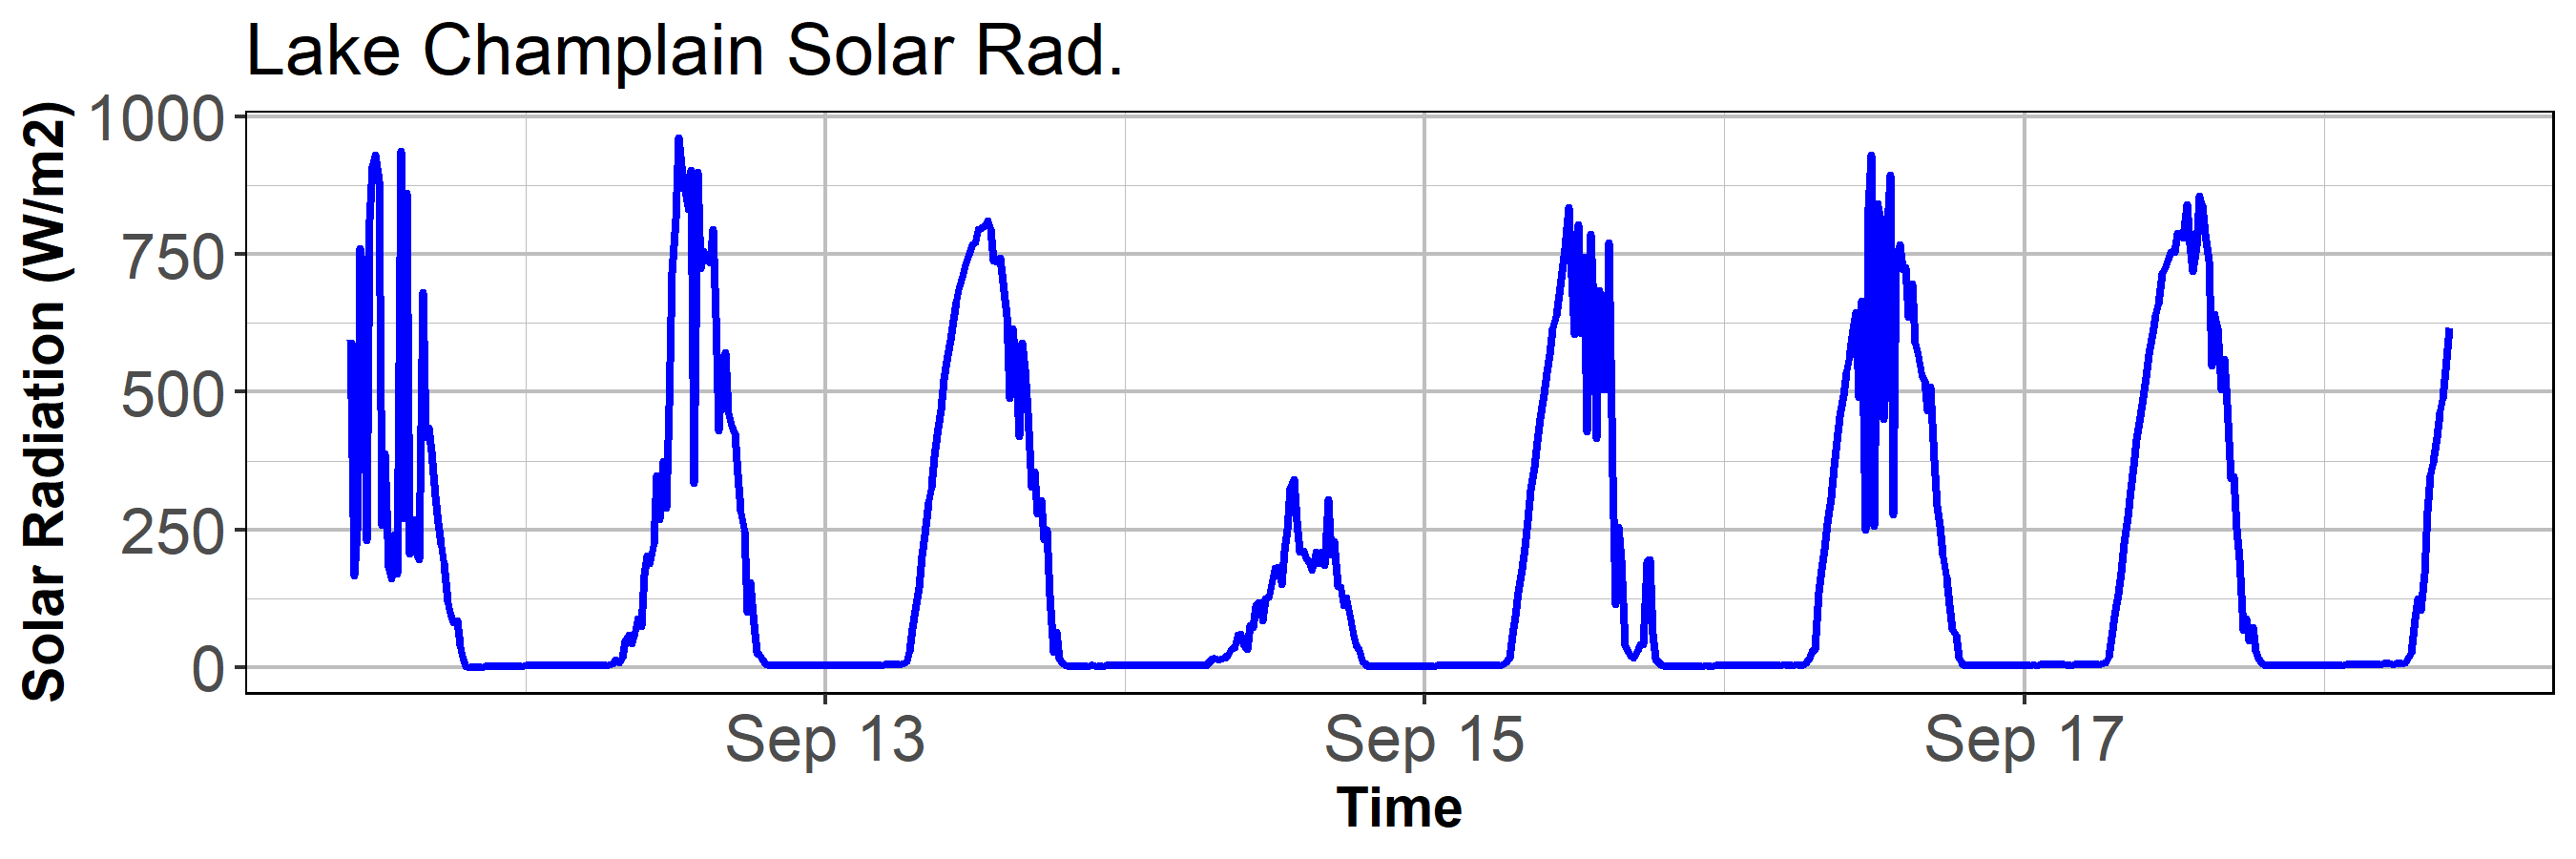 Lake Champlain Solar Rad.
Solar Radiation (W/m2)
1000
750
500
250
0
Sep 13
Sep 15
Sep 17
Time